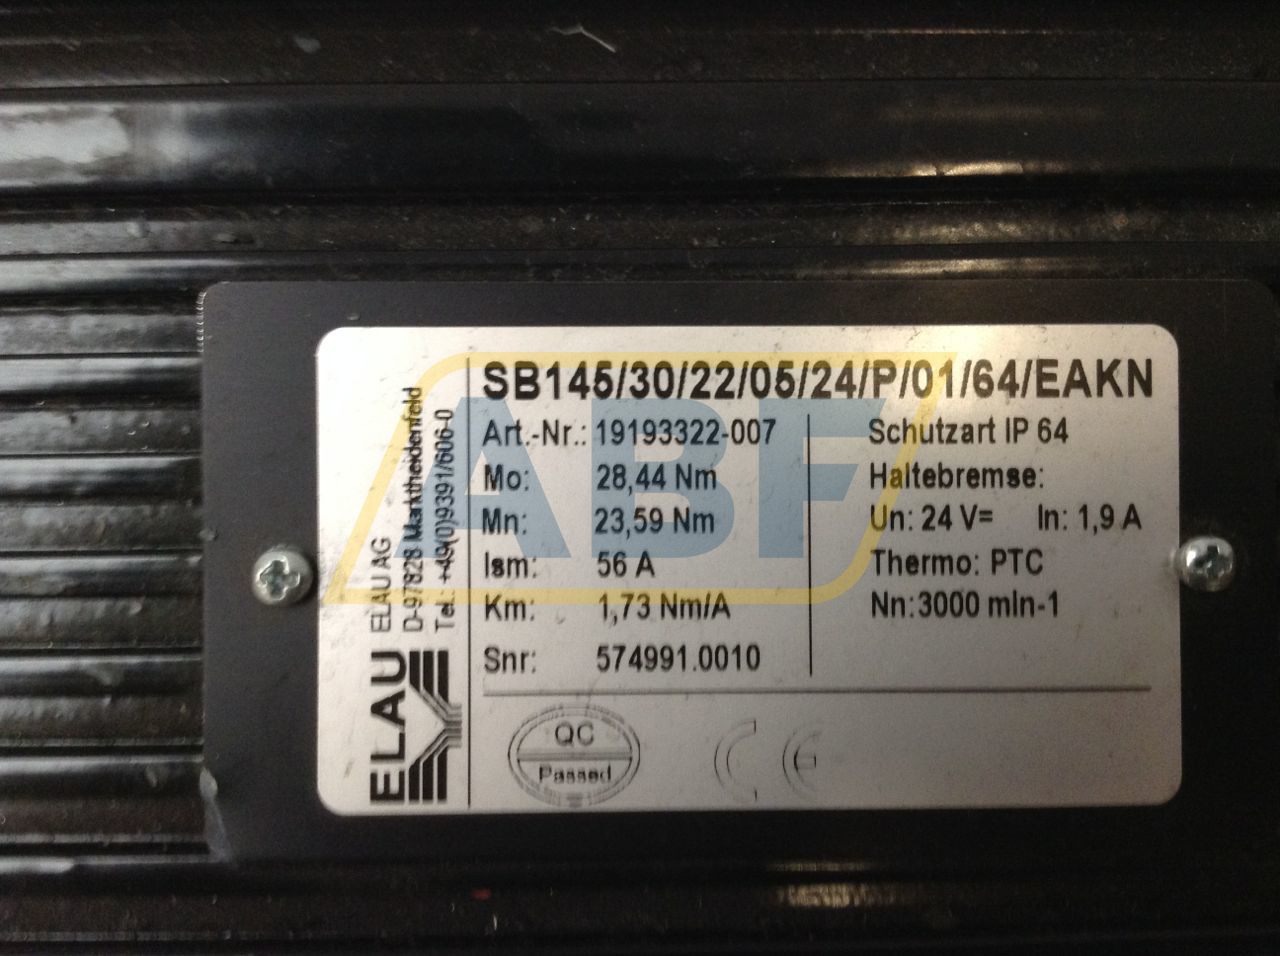 SB145/30/22/05/24/P/01/64/EAKN
Art.-Nr.: 19193322-007
Mo: 28,44 Nm
Mn: 23,59 Nm
Ism: 56 A
Km: 1,73 Nm/A
Snr: 574991.0010
Schutzart IP 64
Haltebremse:
Un: 24 V= In: 1,9 A
Thermo: PTC
Nn: 3000 min-1
ELAU
ELAU AG
D-97828 Marktheidenfeld
Tel.: +49(0)9391/606-0
QC
Passed
CE
ABF